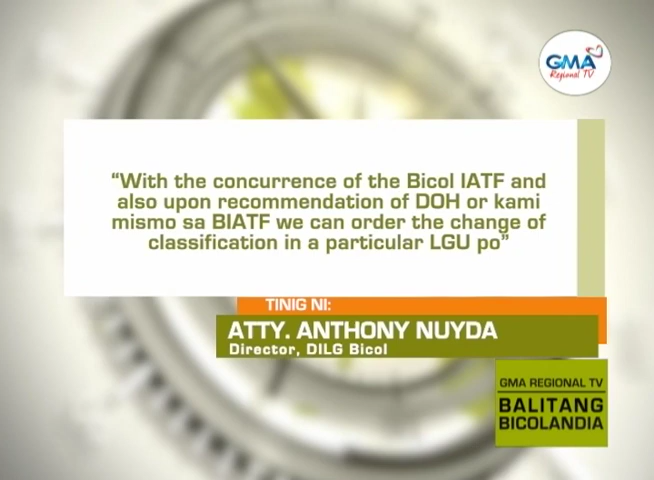 GMA
Regional TV
“With the concurrence of the Bicol IATF and
also upon recommendation of DOH or kami
mismo sa BIATF we can order the change of
classification in a particular LGU po”
TINIG NI:
ATTY. ANTHONY NUYDA
Director, DILG Bicol
GMA REGIONAL TV
BALITANG
BICOLANDIA